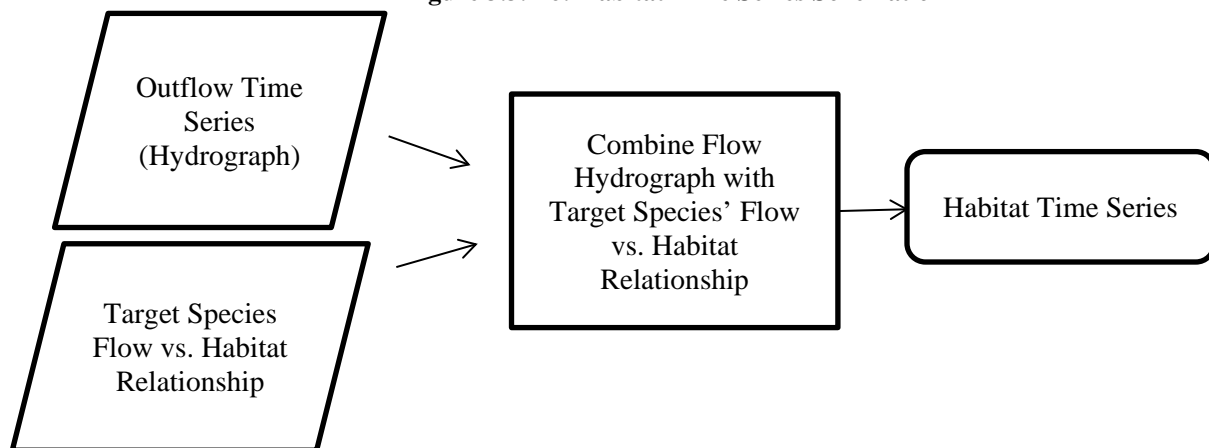 Outflow Time
Series
(Hydrograph)
Target Species
Flow vs. Habitat
Relationship
Combine Flow
Hydrograph with
Target Species’ Flow
vs. Habitat
Relationship
Habitat Time Series